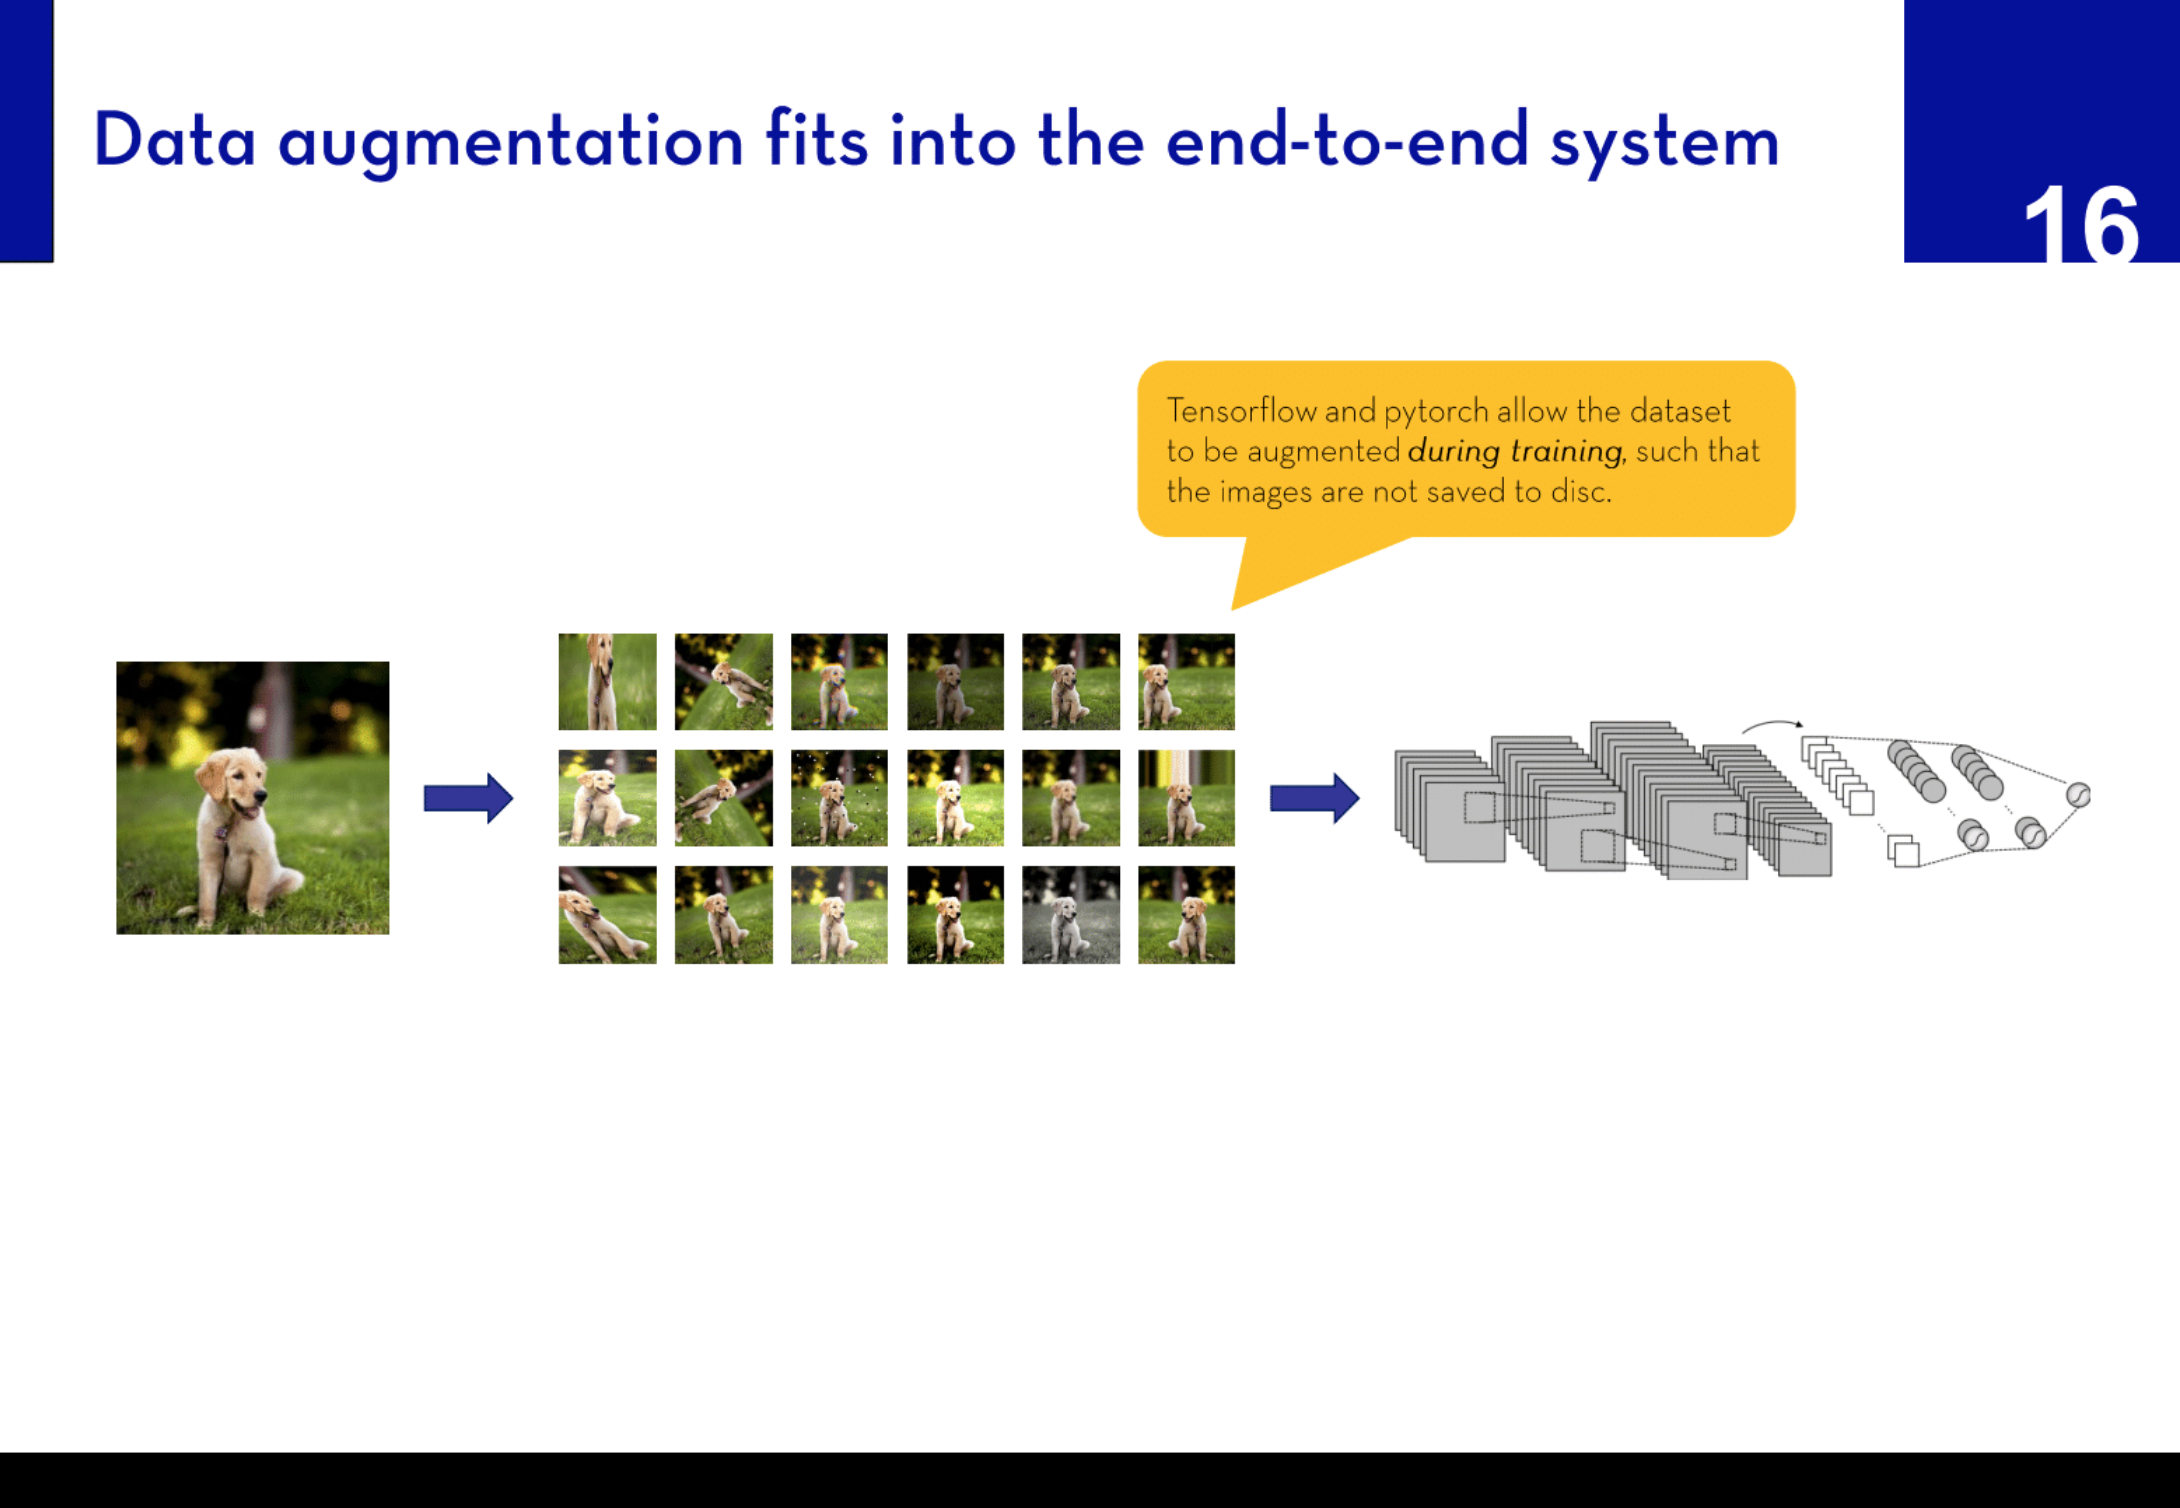 Data augmentation fits into the end-to-end system
16
Tensorflow and pytorch allow the dataset
to be augmented during training, such that
the images are not saved to disc.